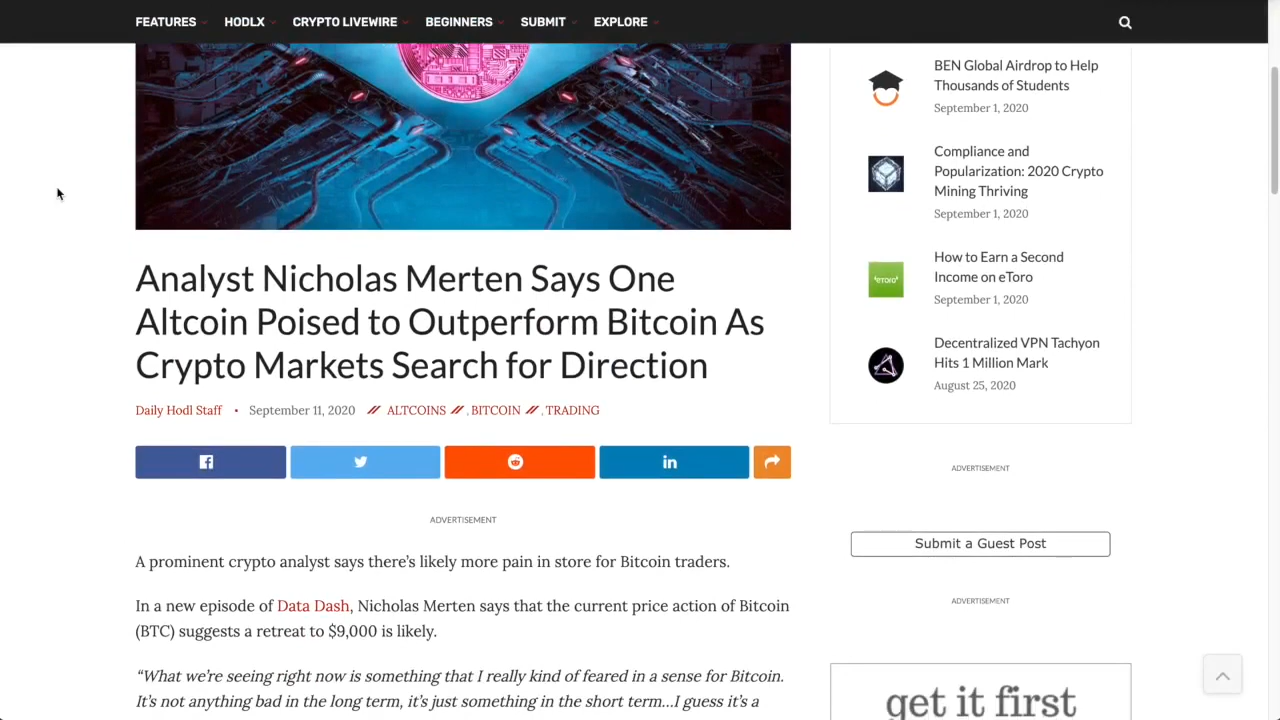 FEATURES HODLX CRYPTO LIVEWIRE BEGINNERS SUBMIT EXPLORE
Analyst Nicholas Merten Says One
Altcoin Poised to Outperform Bitcoin As
Crypto Markets Search for Direction
Daily Hodl Staff • September 11, 2020 // ALTCOINS // , BITCOIN // , TRADING
ADVERTISEMENT
A prominent crypto analyst says there's likely more pain in store for Bitcoin traders.
In a new episode of Data Dash, Nicholas Merten says that the current price action of Bitcoin
(BTC) suggests a retreat to $9,000 is likely.
“What we're seeing right now is something that I really kind of feared in a sense for Bitcoin.
It's not anything bad in the long term, it's just something in the short term…I guess it's a
BEN Global Airdrop to Help
Thousands of Students
September 1, 2020
Compliance and
Popularization: 2020 Crypto
Mining Thriving
September 1, 2020
eToro
How to Earn a Second
Income on eToro
September 1, 2020
Decentralized VPN Tachyon
Hits 1 Million Mark
August 25, 2020
ADVERTISEMENT
Submit a Guest Post
ADVERTISEMENT
get it first